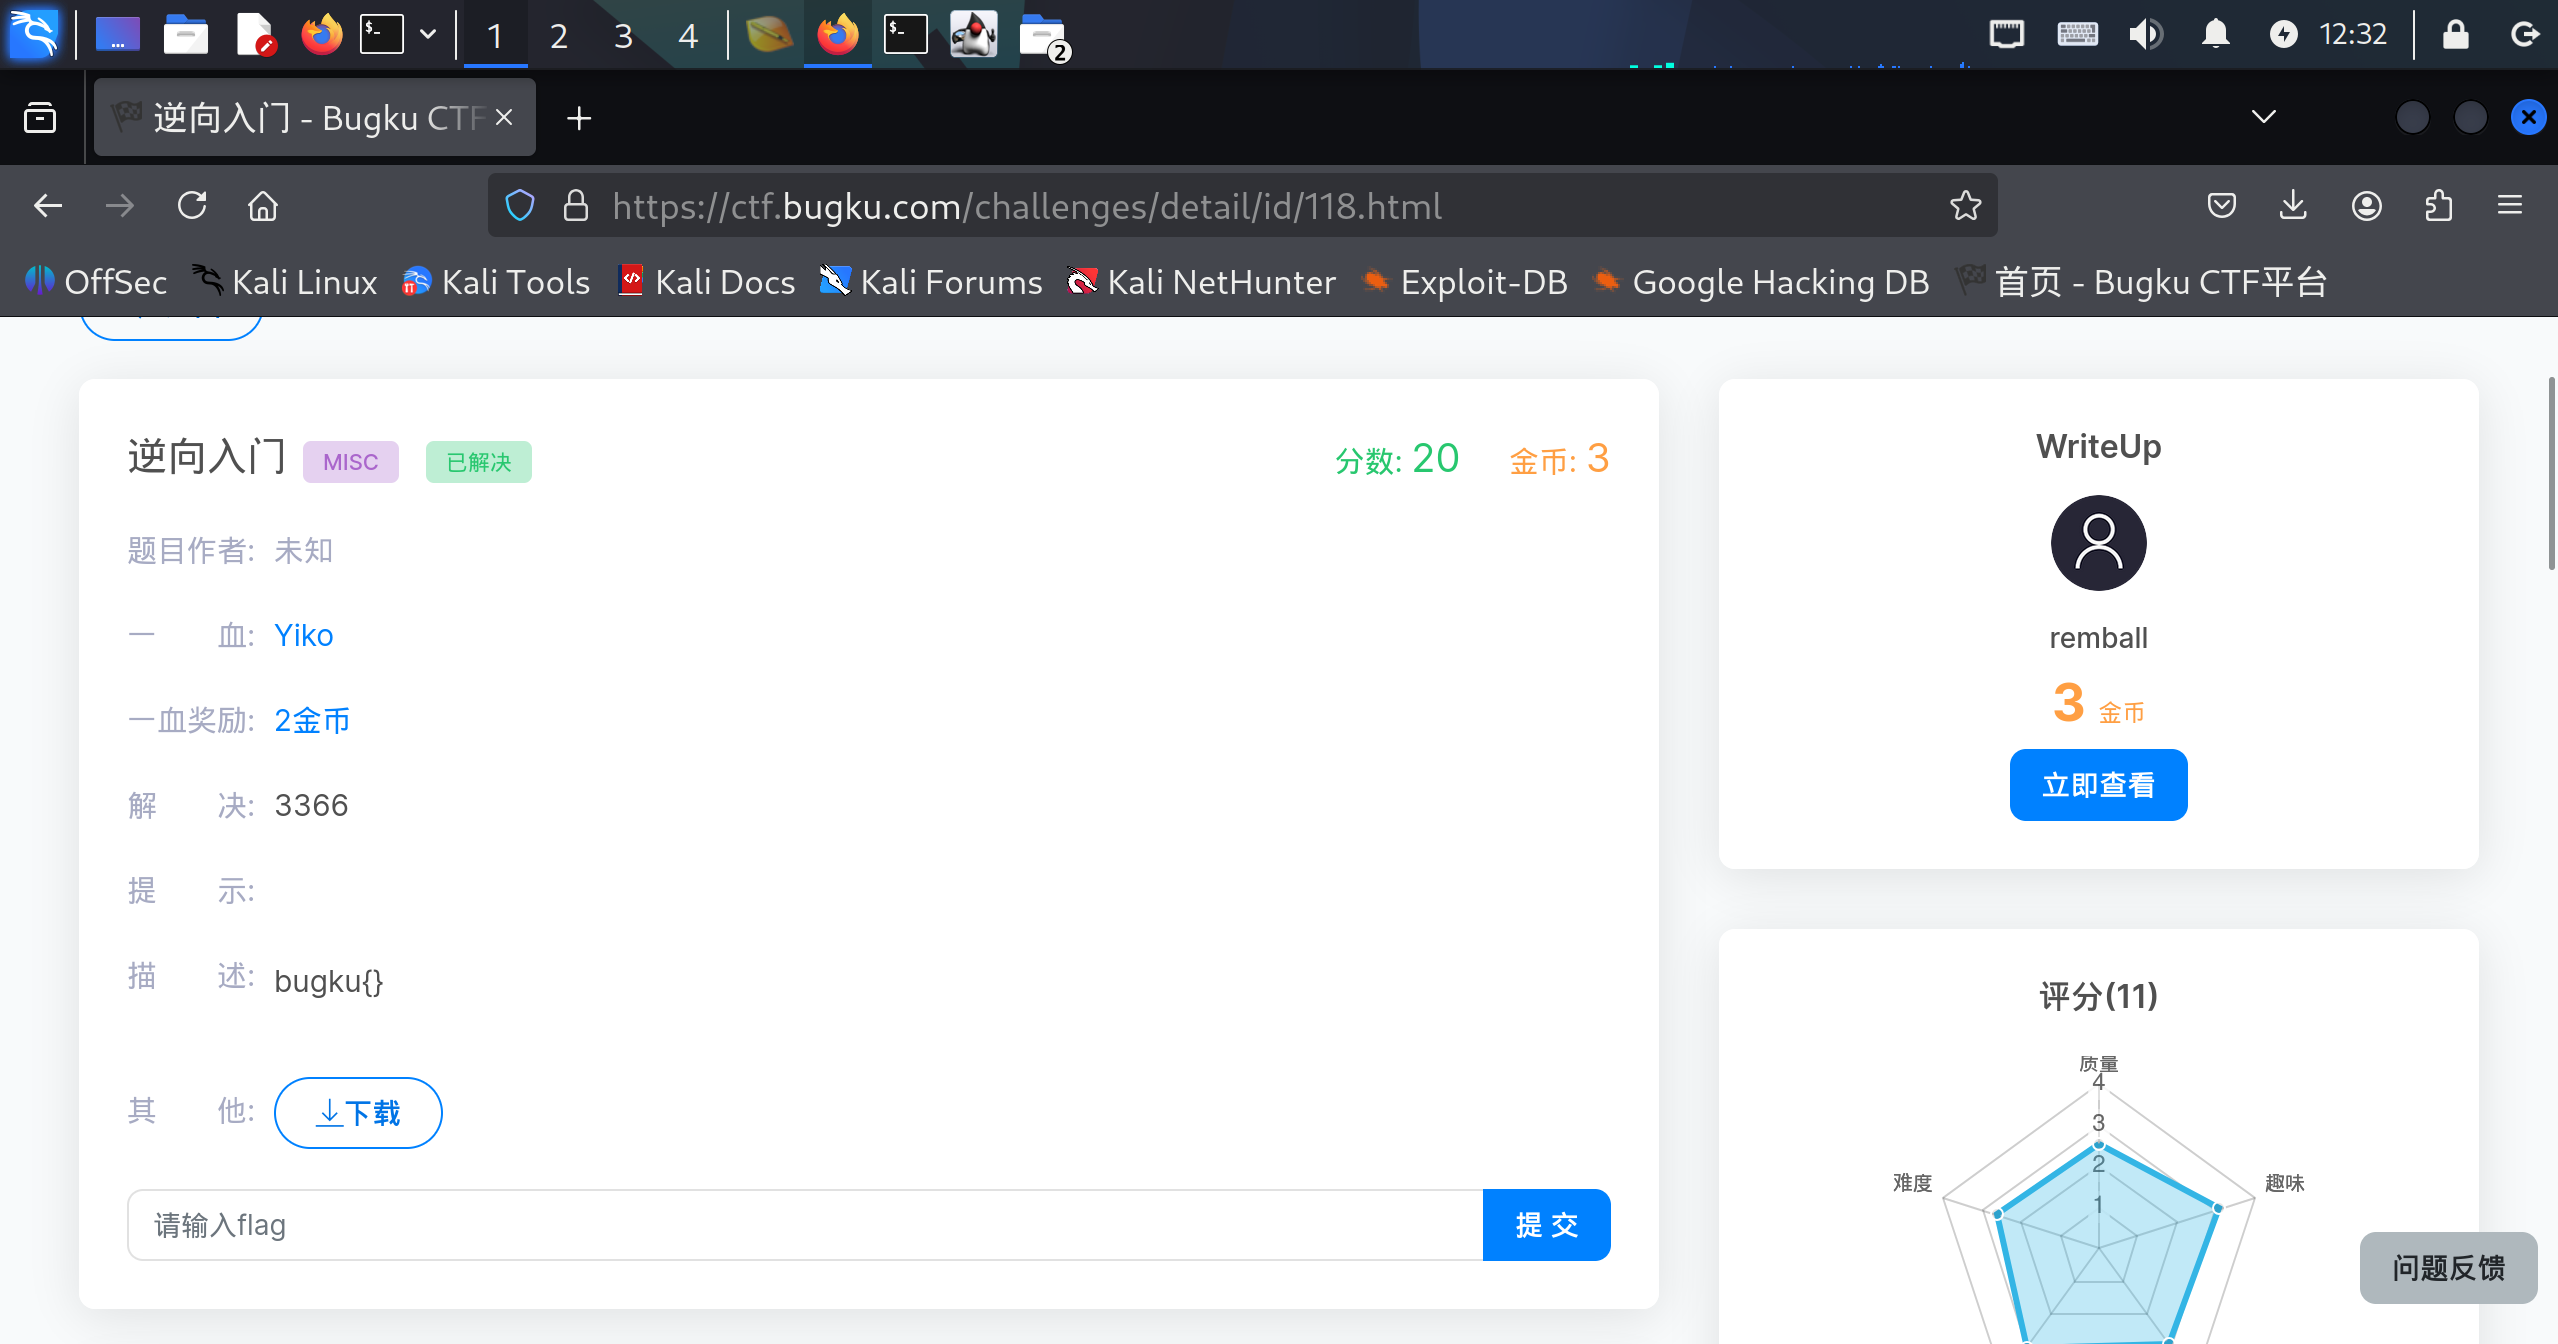 1 2 3 4
2
12:32
逆向入门 - Bugku CTF
https://ctf.bugku.com/challenges/detail/id/118.html
OffSec Kali Linux Kali Tools Kali Docs Kali Forums Kali NetHunter Exploit-DB Google Hacking DB 首页 - Bugku CTF平台
逆向入门 MISC 已解决 分数: 20 金币: 3
题目作者: 未知
一 血: Yiko
一血奖励: 2金币
解 决: 3366
提 示:
描 述: bugku{}
其 他: 下载
请输入flag 提 交
WriteUp
remball
3 金币
立即查看
评分(11)
质量
4
3
2
1
难度
趣味
问题反馈